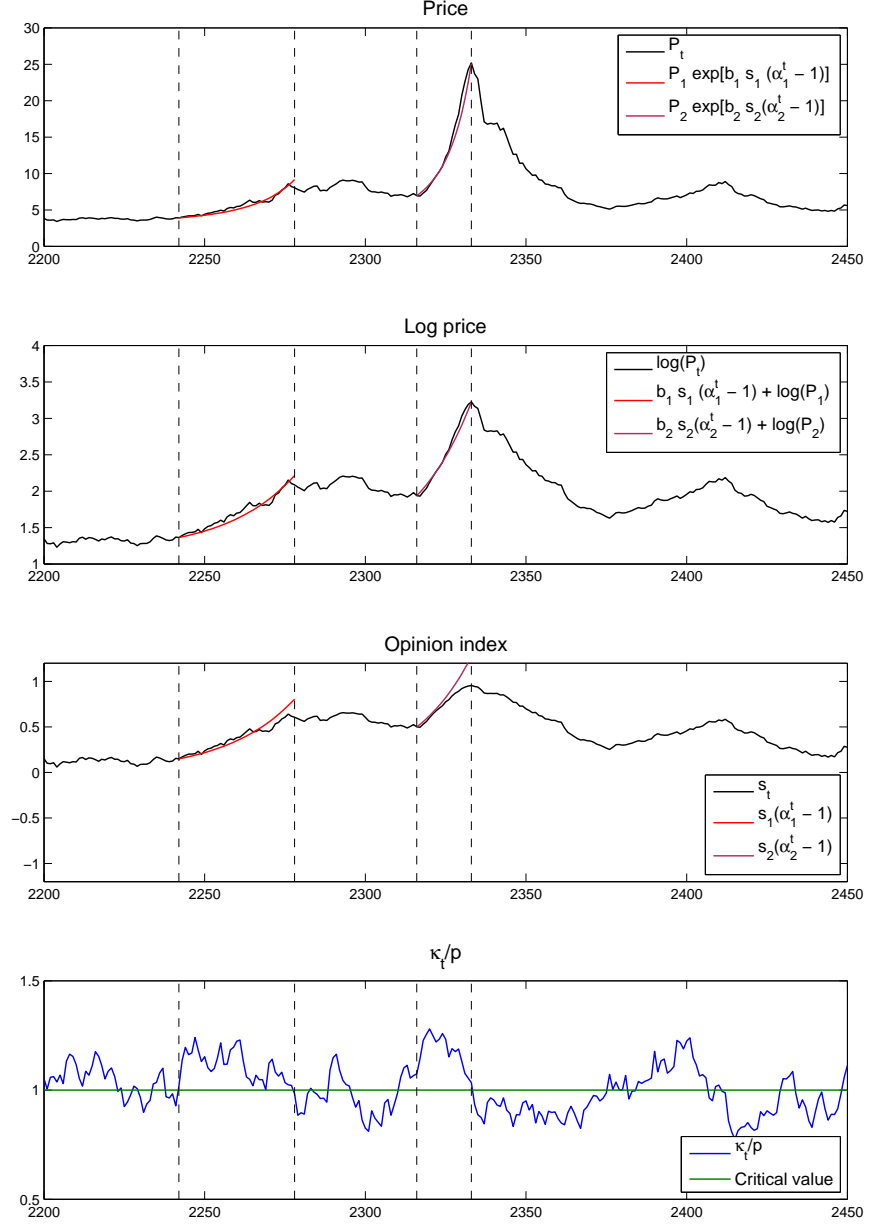 Price
30
25
20
15
10
5
0
P_t
P_1 exp[b_1 s_1 (α_1^t − 1)]
P_2 exp[b_2 s_2(α_2^t − 1)]
2200 2250 2300 2350 2400 2450
Log price
4
3.5
3
2.5
2
1.5
1
log(P_t)
b_1 s_1 (α_1^t − 1) + log(P_1)
b_2 s_2(α_2^t − 1) + log(P_2)
2200 2250 2300 2350 2400 2450
Opinion index
1
0.5
0
−0.5
−1
s_t
s_1(α_1^t − 1)
s_2(α_2^t − 1)
2200 2250 2300 2350 2400 2450
κ_t/p
1.5
1
0.5
κ_t/p
Critical value
2200 2250 2300 2350 2400 2450